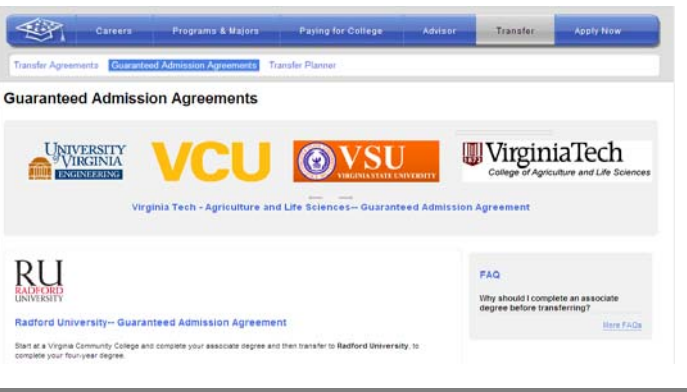 Careers Programs & Majors Paying for College Advisor Transfer Apply Now
Transfer Agreements Guaranteed Admission Agreements Transfer Planner
Guaranteed Admission Agreements
UNIVERSITY
of VIRGINIA
ENGINEERING
VCU
VSU
VIRGINIA STATE UNIVERSITY
VirginiaTech
College of Agriculture and Life Sciences
Virginia Tech - Agriculture and Life Sciences-- Guaranteed Admission Agreement
RU
RADFORD
UNIVERSITY
Radford University-- Guaranteed Admission Agreement
Start at a Virginia Community College and complete your associate degree and then transfer to Radford University, to
complete your four-year degree.
FAQ
Why should I complete an associate
degree before transferring?
More FAQs